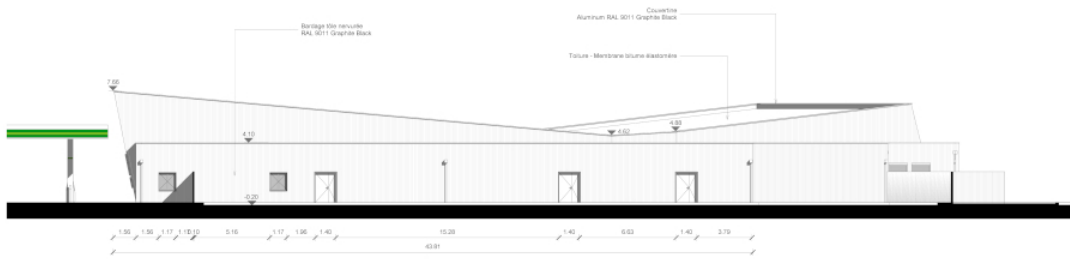 Couvertine
Aluminum RAL 9011 Graphite Black
Bardage tôle nervurée
RAL 9011 Graphite Black
Toiture - Membrane bitume élastomère
7.66
4.98
4.62
4.10
-0.20
1.56 1.56 1.17 1.17 0.10 5.16 1.17 1.96 1.40 15.28 1.40 6.63 1.40 3.79
43.81